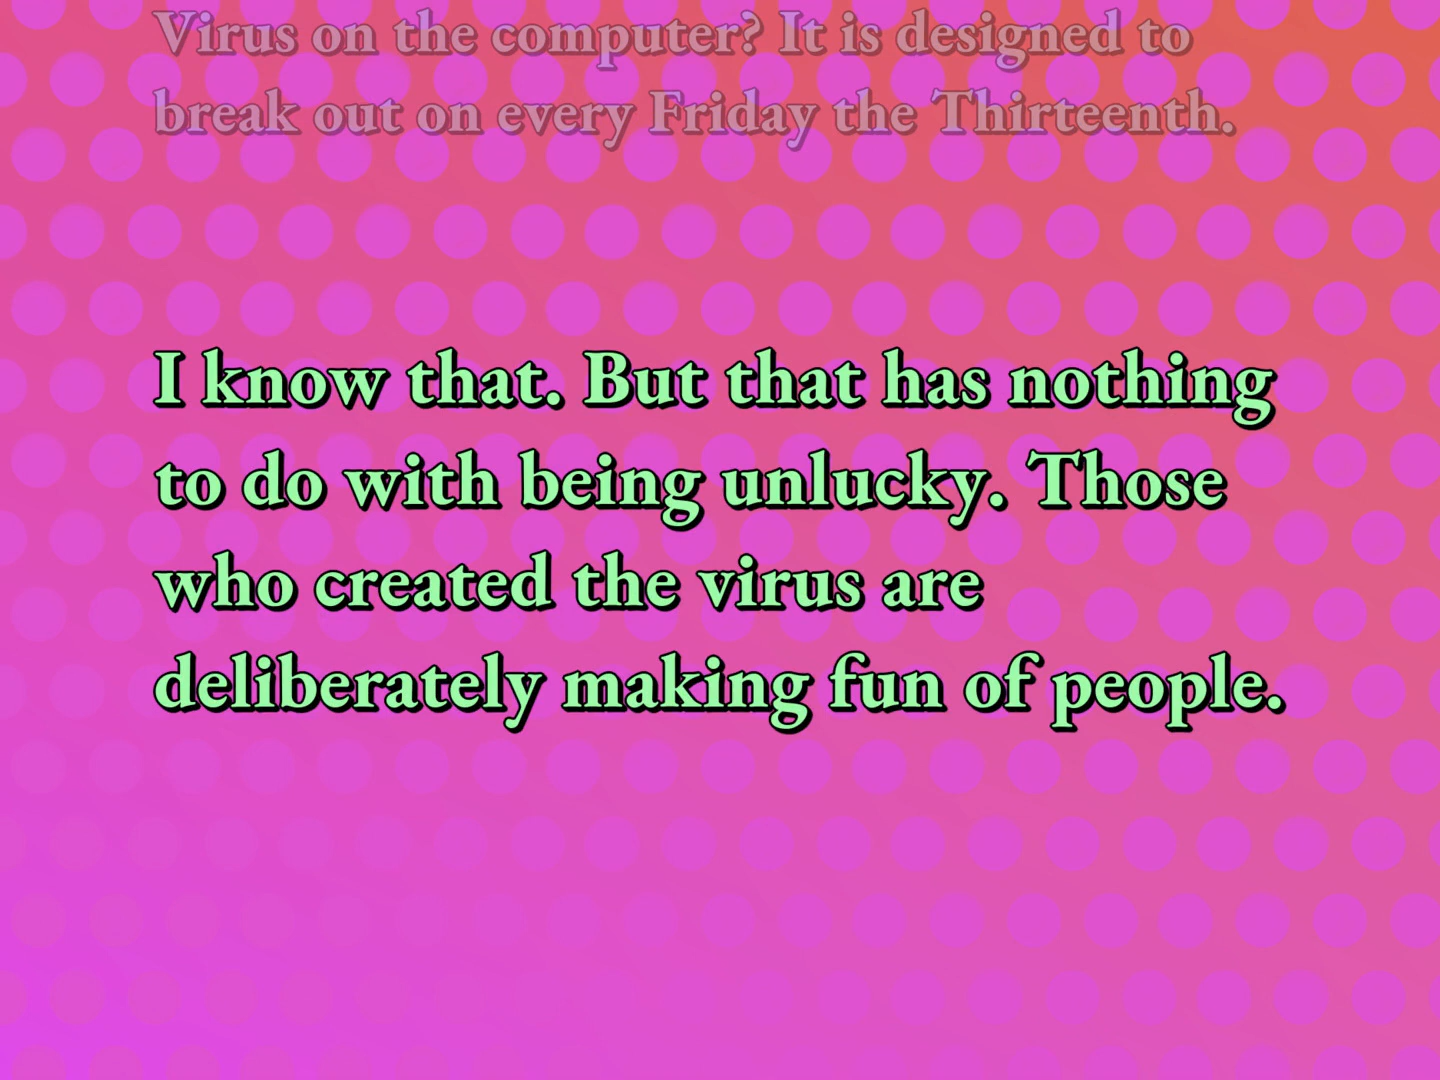 Virus on the computer? It is designed to
break out on every Friday the Thirteenth.
I know that. But that has nothing
to do with being unlucky. Those
who created the virus are
deliberately making fun of people.